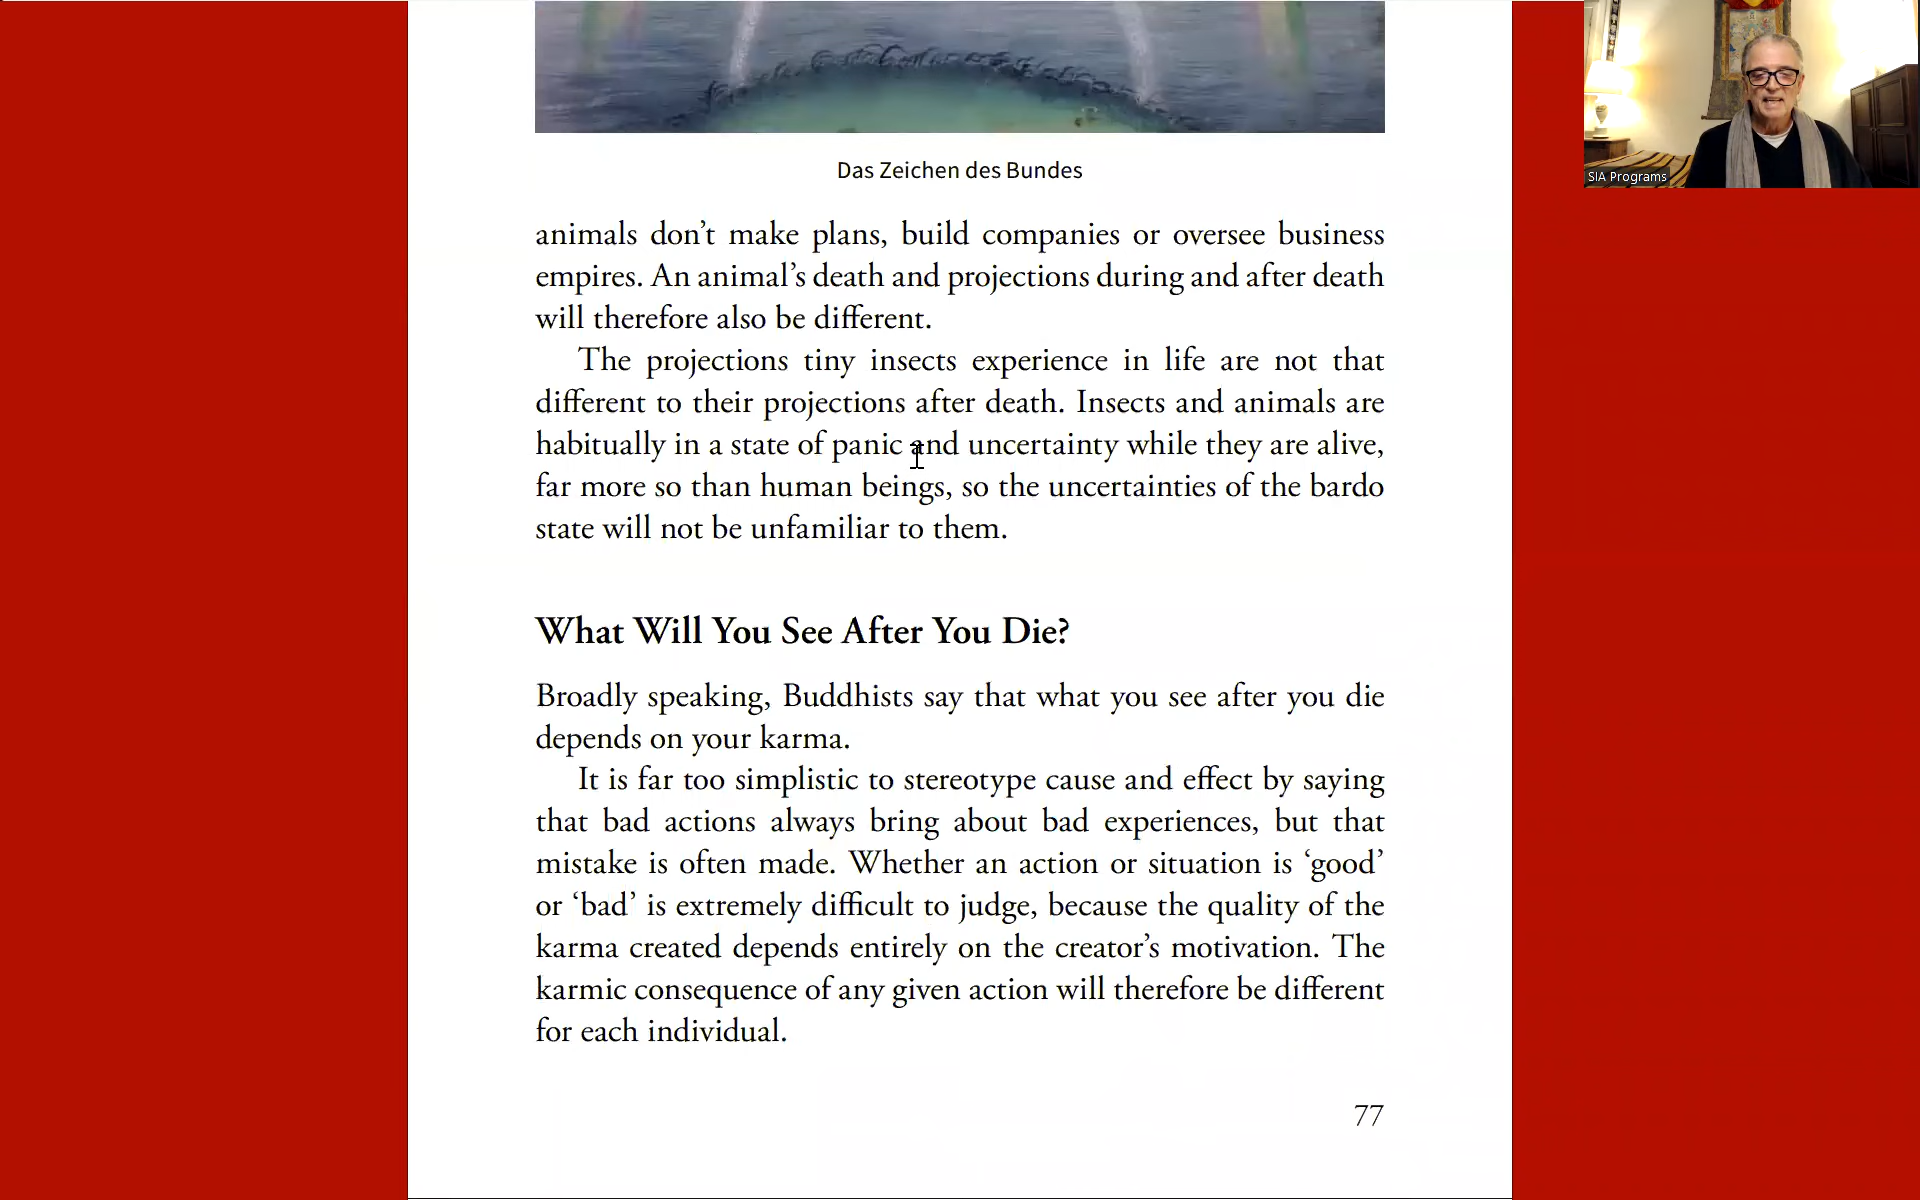 SIA Programs
Das Zeichen des Bundes
animals don’t make plans, build companies or oversee business
empires. An animal’s death and projections during and after death
will therefore also be different.
The projections tiny insects experience in life are not that
different to their projections after death. Insects and animals are
habitually in a state of panic and uncertainty while they are alive,
far more so than human beings, so the uncertainties of the bardo
state will not be unfamiliar to them.
What Will You See After You Die?
Broadly speaking, Buddhists say that what you see after you die
depends on your karma.
It is far too simplistic to stereotype cause and effect by saying
that bad actions always bring about bad experiences, but that
mistake is often made. Whether an action or situation is ‘good’
or ‘bad’ is extremely difficult to judge, because the quality of the
karma created depends entirely on the creator’s motivation. The
karmic consequence of any given action will therefore be different
for each individual.
77